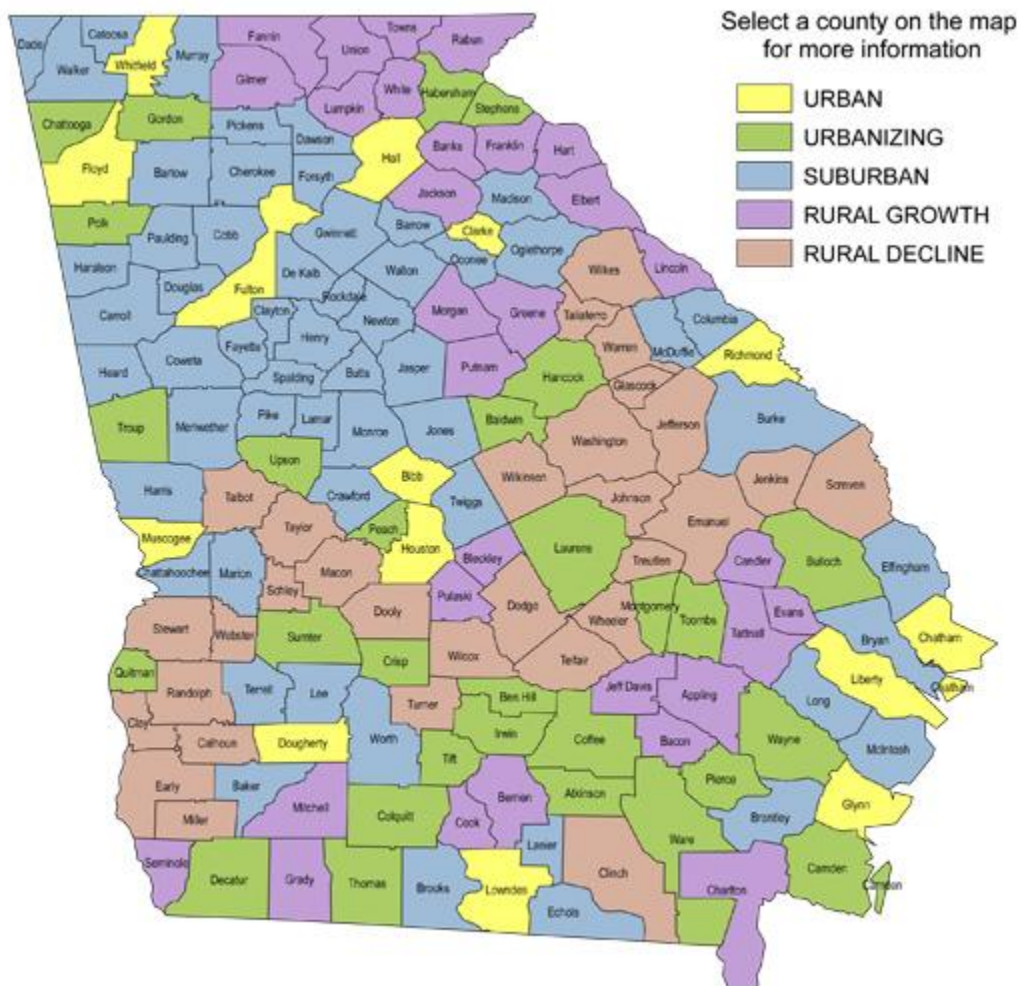 Select a county on the map
for more information
URBAN
URBANIZING
SUBURBAN
RURAL GROWTH
RURAL DECLINE
Dade
Catoosa
Whitfield
Murray
Fannin
Union
Towns
Rabun
Walker
Gilmer
White
Habersham
Lumpkin
Stephens
Chattooga
Gordon
Pickens
Dawson
Hall
Banks
Franklin
Hart
Floyd
Bartow
Cherokee
Forsyth
Jackson
Madison
Elbert
Polk
Paulding
Cobb
Gwinnett
Barrow
Clarke
Oglethorpe
Oconee
Haralson
Douglas
Fulton
De Kalb
Walton
Wilkes
Lincoln
Rockdale
Carroll
Clayton
Newton
Morgan
Greene
Taliaferro
Columbia
Fayette
Henry
Warren
McDuffie
Richmond
Heard
Coweta
Spalding
Butts
Jasper
Putnam
Hancock
Glascock
Troup
Meriwether
Pike
Lamar
Monroe
Jones
Baldwin
Jefferson
Burke
Upson
Washington
Harris
Talbot
Crawford
Bibb
Twiggs
Wilkinson
Johnson
Jenkins
Screven
Muscogee
Taylor
Peach
Houston
Emanuel
Chattahoochee
Marion
Macon
Bleckley
Laurens
Treutlen
Candler
Bulloch
Effingham
Schley
Dooly
Pulaski
Dodge
Wheeler
Montgomery
Toombs
Evans
Tattnall
Stewart
Webster
Sumter
Bryan
Chatham
Quitman
Crisp
Wilcox
Telfair
Liberty
Chatham
Randolph
Terrell
Lee
Turner
Ben Hill
Jeff Davis
Appling
Long
Clay
Calhoun
Dougherty
Worth
Irwin
Coffee
Bacon
Wayne
McIntosh
Tift
Early
Baker
Mitchell
Berrien
Atkinson
Pierce
Glynn
Miller
Colquitt
Cook
Ware
Brantley
Seminole
Decatur
Grady
Thomas
Brooks
Lowndes
Lanier
Clinch
Charlton
Camden
Camden
Echols